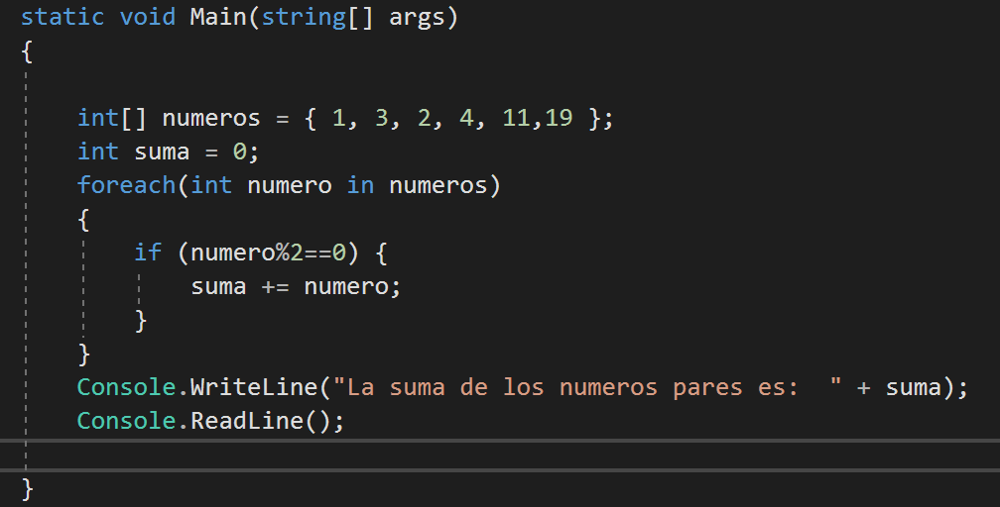 static void Main(string[] args)
{
int[] numeros = { 1, 3, 2, 4, 11,19 };
int suma = 0;
foreach(int numero in numeros)
{
if (numero%2==0) {
suma += numero;
}
}
Console.WriteLine("La suma de los numeros pares es:  " + suma);
Console.ReadLine();
}